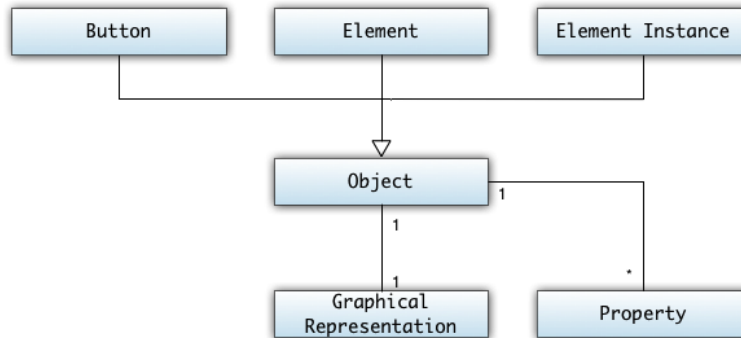 Button
Element
Element Instance
Object
1
1
*
1
Graphical
Representation
Property